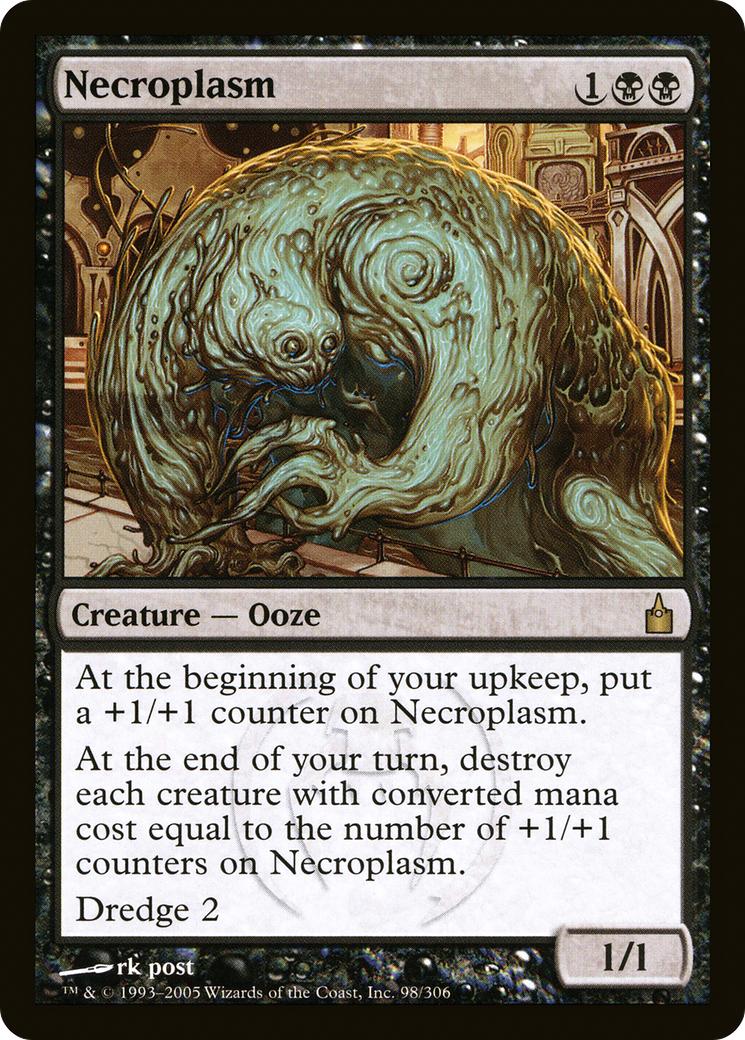 Necroplasm 1
Creature — Ooze
At the beginning of your upkeep, put
a +1/+1 counter on Necroplasm.
At the end of your turn, destroy
each creature with converted mana
cost equal to the number of +1/+1
counters on Necroplasm.
Dredge 2
1/1
rk post
™ & © 1993–2005 Wizards of the Coast, Inc. 98/306